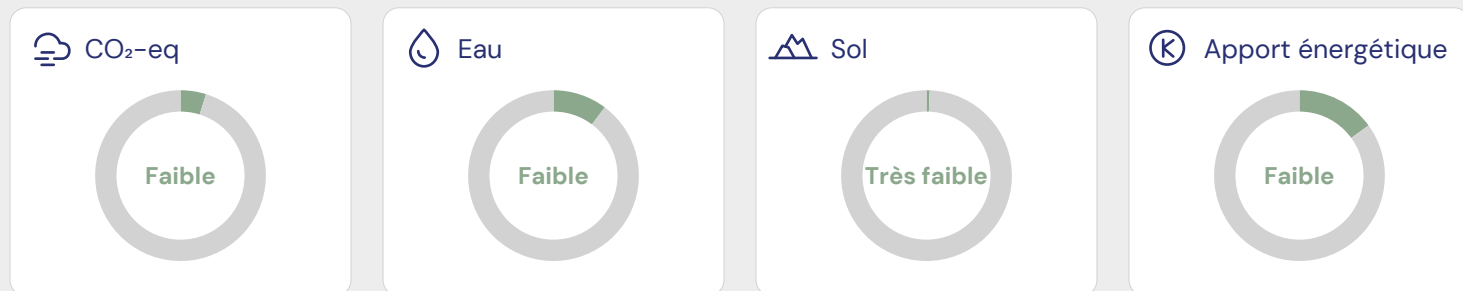 CO₂-eq
Faible
Eau
Faible
Sol
Très faible
Apport énergétique
Faible